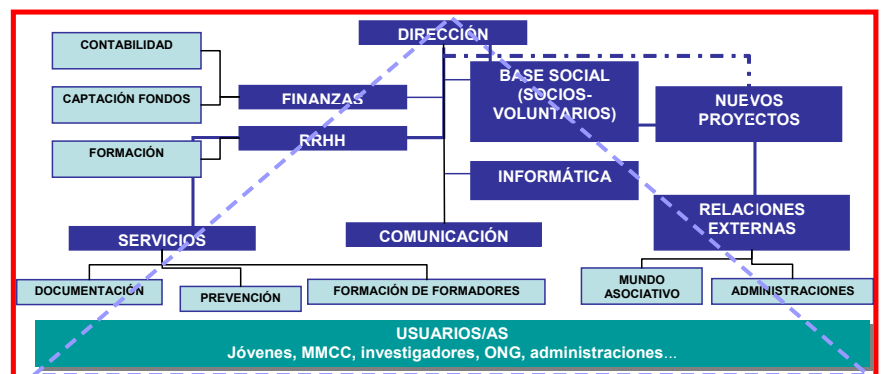 DIRECCIÓN
CONTABILIDAD
CAPTACIÓN FONDOS
FORMACIÓN
FINANZAS
RRHH
BASE SOCIAL
(SOCIOS-
VOLUNTARIOS)
NUEVOS
PROYECTOS
INFORMÁTICA
SERVICIOS
COMUNICACIÓN
RELACIONES
EXTERNAS
DOCUMENTACIÓN
PREVENCIÓN
FORMACIÓN DE FORMADORES
MUNDO
ASOCIATIVO
ADMINISTRACIONES
USUARIOS/AS
Jóvenes, MMCC, investigadores, ONG, administraciones...